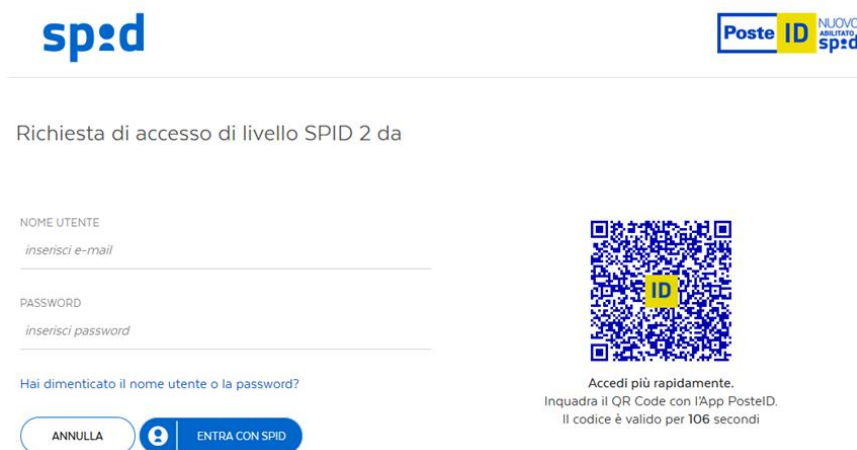 spid
Poste ID NUOVO
ABILITATO
spid
Richiesta di accesso di livello SPID 2 da
NOME UTENTE
inserisci e-mail
PASSWORD
inserisci password
Hai dimenticato il nome utente o la password?
ANNULLA
ENTRA CON SPID
ID
Accedi più rapidamente.
Inquadra il QR Code con l'App PosteID.
Il codice è valido per 106 secondi